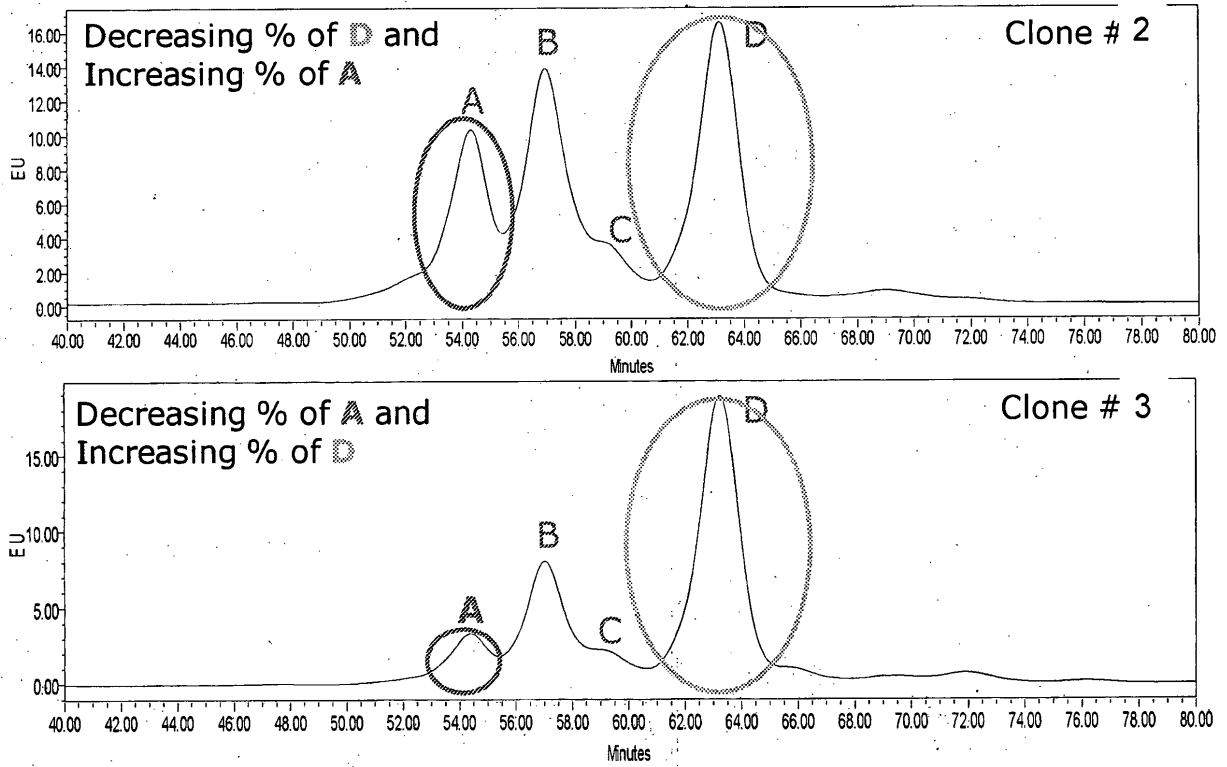 Decreasing % of D and
Increasing % of A
Clone # 2
A
B
C
D
EU
16.00
14.00
12.00
10.00
8.00
6.00
4.00
2.00
0.00
40.00 42.00 44.00 46.00 48.00 50.00 52.00 54.00 56.00 58.00 60.00 62.00 64.00 66.00 68.00 70.00 72.00 74.00 76.00 78.00 80.00
Minutes
Decreasing % of A and
Increasing % of D
Clone # 3
A
B
C
D
EU
15.00
10.00
5.00
0.00
40.00 42.00 44.00 46.00 48.00 50.00 52.00 54.00 56.00 58.00 60.00 62.00 64.00 66.00 68.00 70.00 72.00 74.00 76.00 78.00 80.00
Minutes